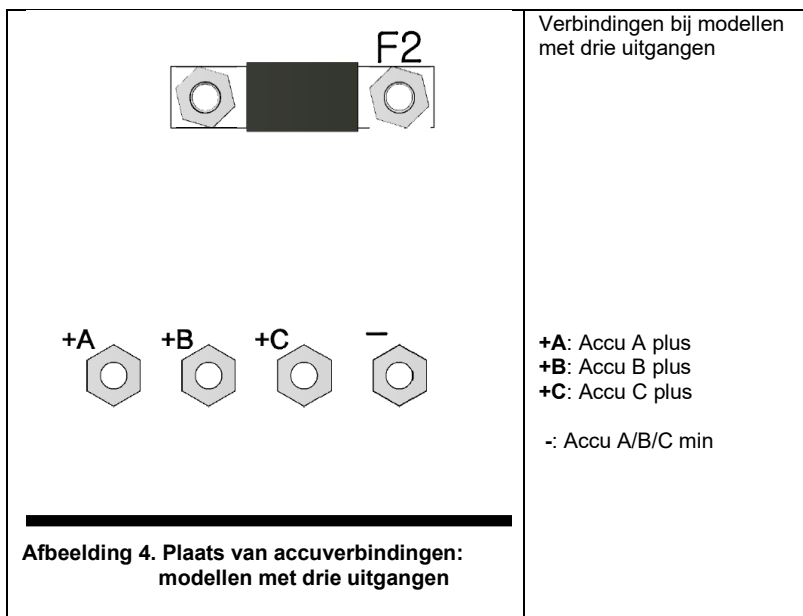 F2
+A +B +C –
Afbeelding 4. Plaats van accuverbindingen:
modellen met drie uitgangen
Verbindingen bij modellen
met drie uitgangen
+A: Accu A plus
+B: Accu B plus
+C: Accu C plus
-: Accu A/B/C min